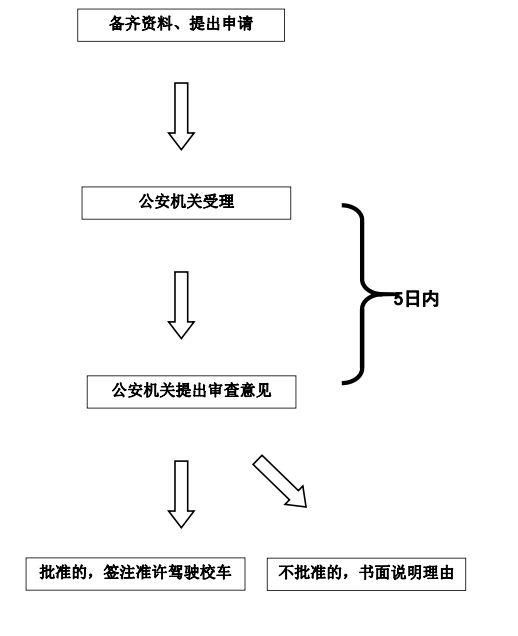 备齐资料、提出申请
公安机关受理
5日内
公安机关提出审查意见
批准的，签注准许驾驶校车
不批准的，书面说明理由